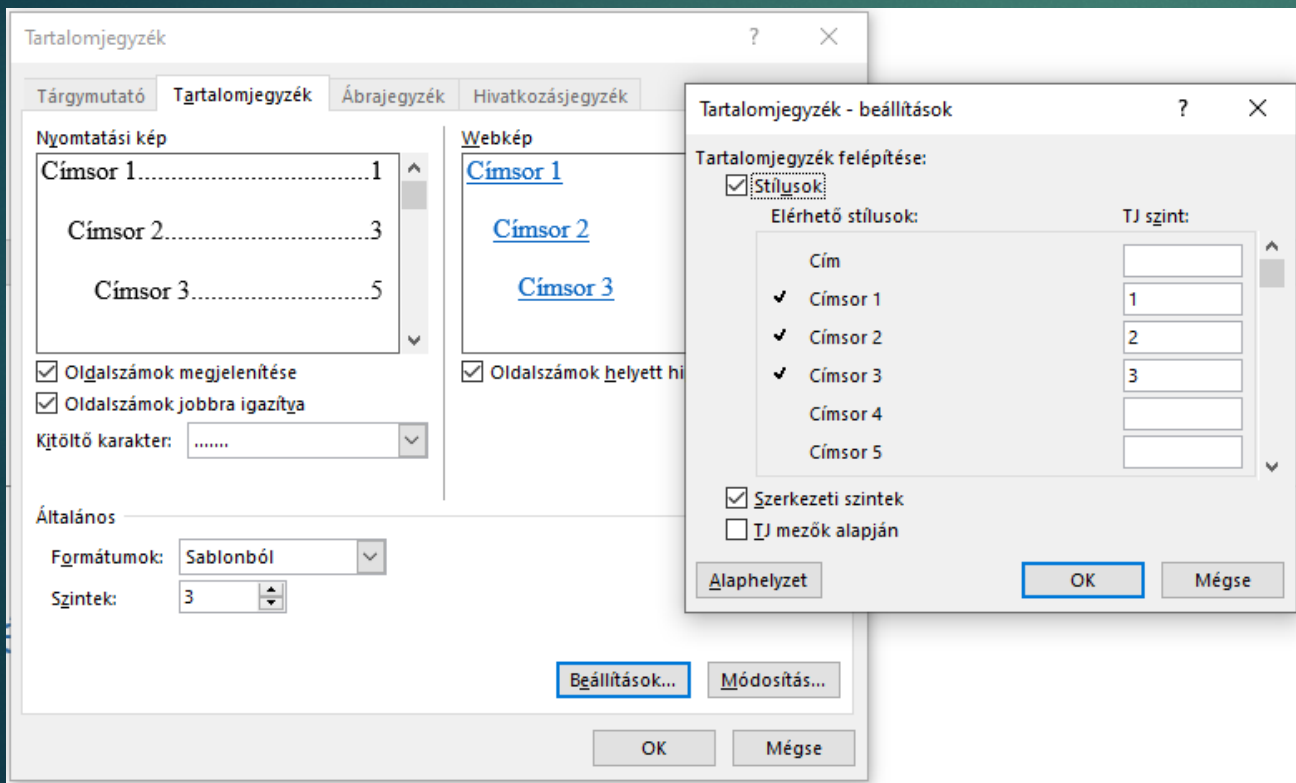 Tartalomjegyzék
Tárgymutató Tartalomjegyzék Ábrajegyzék Hivatkozásjegyzék
Nyomtatási kép
Címsor 1....................................1
Címsor 2................................3
Címsor 3............................5
Oldalszámok megjelenítése
Oldalszámok jobbra igazítva
Kitöltő karakter: .......
Webkép
Címsor 1
Címsor 2
Címsor 3
Oldalszámok helyett hi
Általános
Formátumok: Sablonból
Szintek: 3
Beállítások... Módosítás...
OK Mégse
Tartalomjegyzék - beállítások
Tartalomjegyzék felépítése:
Stílusok
Elérhető stílusok: TJ szint:
Cím
Címsor 1 1
Címsor 2 2
Címsor 3 3
Címsor 4
Címsor 5
Szerkezeti szintek
TJ mezők alapján
Alaphelyzet OK Mégse